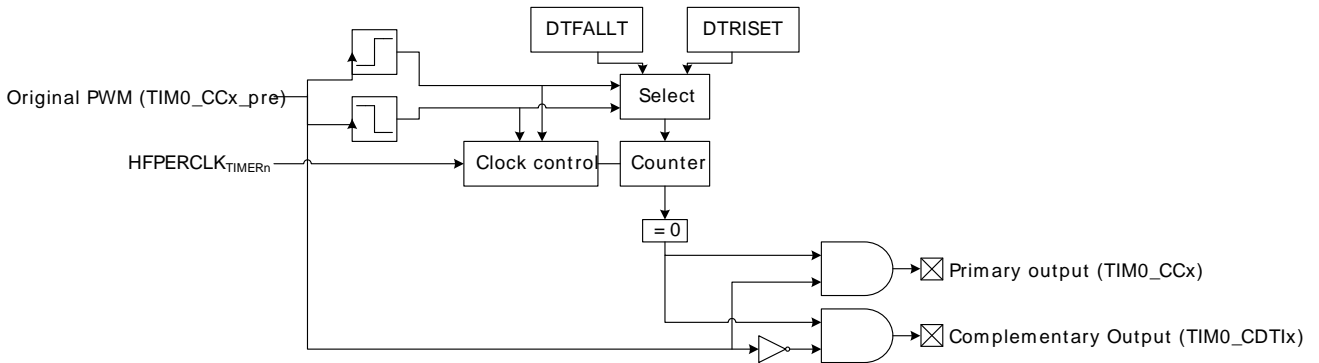 DTFALLT
DTRISET
Original PWM (TIM0_CCx_pre)
Select
HFPERCLKTIMERn
Clock control
Counter
= 0
Primary output (TIM0_CCx)
Complementary Output (TIM0_CDTIx)